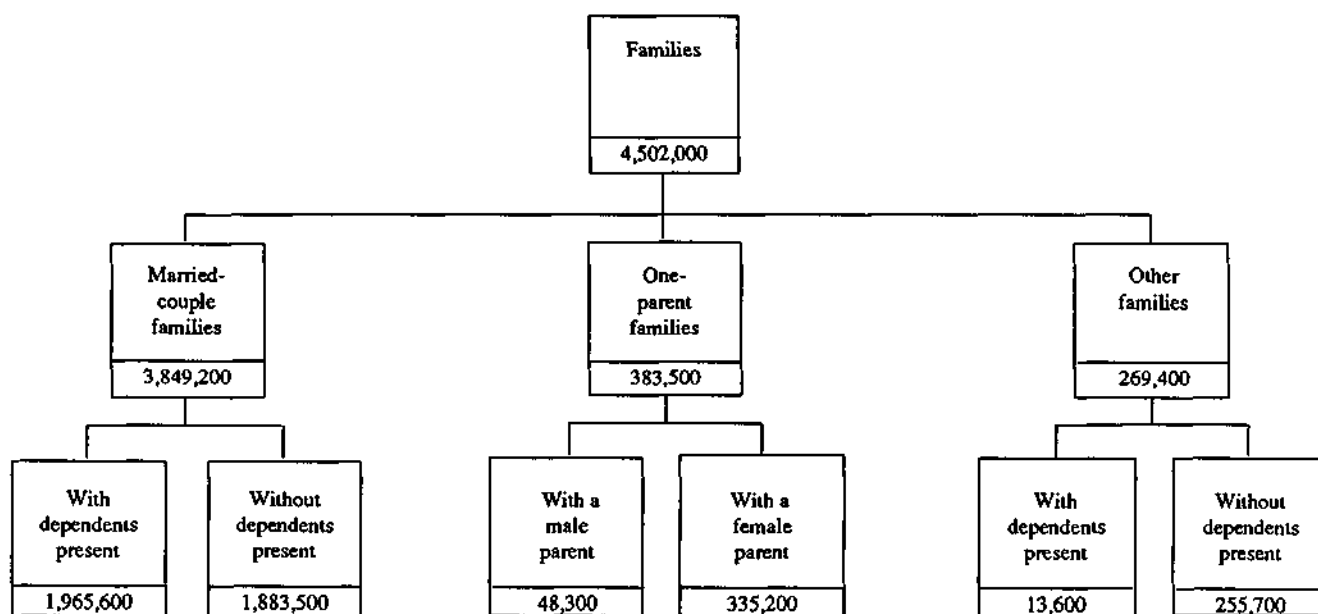 Families
4,502,000
Married-
couple
families
3,849,200
One-
parent
families
383,500
Other
families
269,400
With
dependents
present
1,965,600
Without
dependents
present
1,883,500
With a
male
parent
48,300
With a
female
parent
335,200
With
dependents
present
13,600
Without
dependents
present
255,700